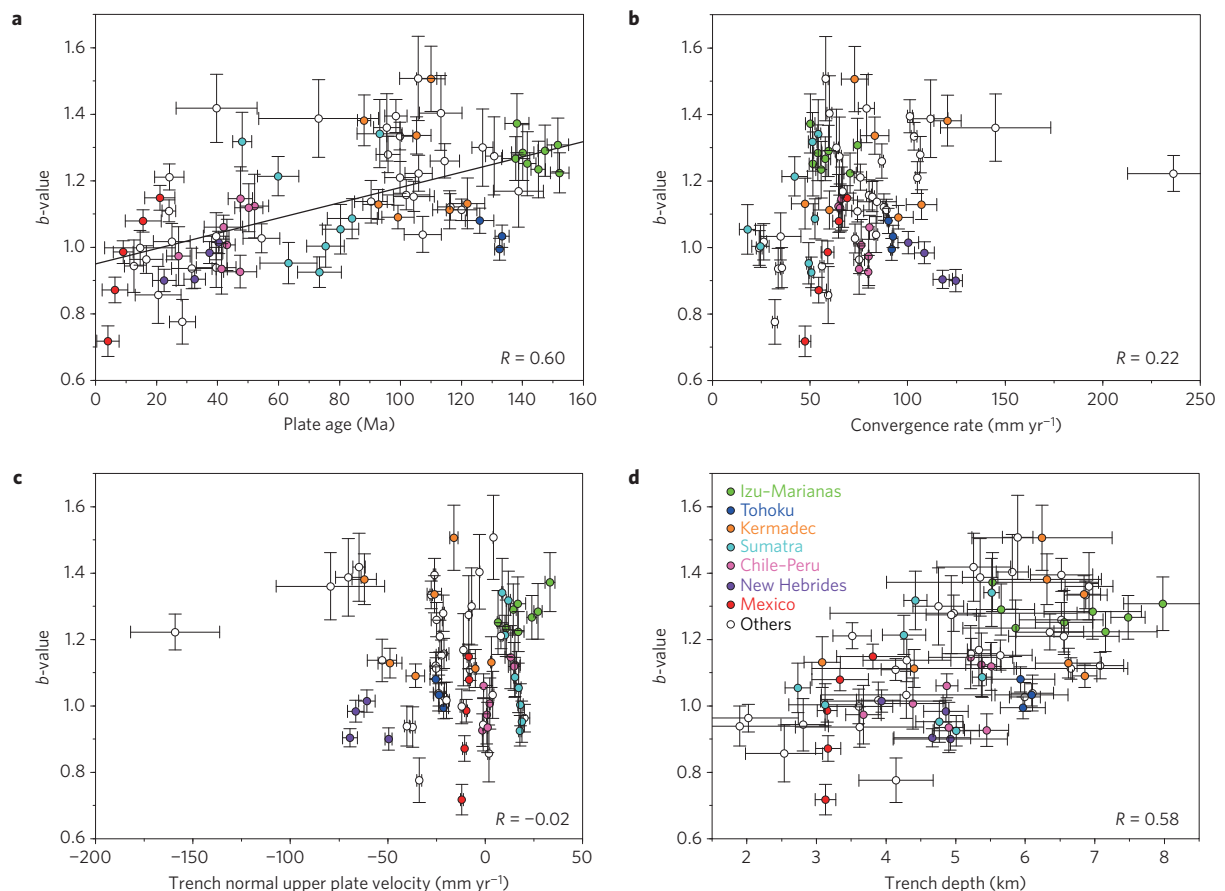 a
1.6
1.4
1.2
1.0
0.8
0.6
b-value
0 20 40 60 80 100 120 140 160
Plate age (Ma)
R = 0.60
b
1.6
1.4
1.2
1.0
0.8
0.6
b-value
0 50 100 150 200 250
Convergence rate (mm yr⁻¹)
R = 0.22
c
1.6
1.4
1.2
1.0
0.8
0.6
b-value
−200 −150 −100 −50 0 50
Trench normal upper plate velocity (mm yr⁻¹)
R = −0.02
d
1.6
1.4
1.2
1.0
0.8
0.6
b-value
Izu–Marianas
Tohoku
Kermadec
Sumatra
Chile–Peru
New Hebrides
Mexico
Others
2 3 4 5 6 7 8
Trench depth (km)
R = 0.58